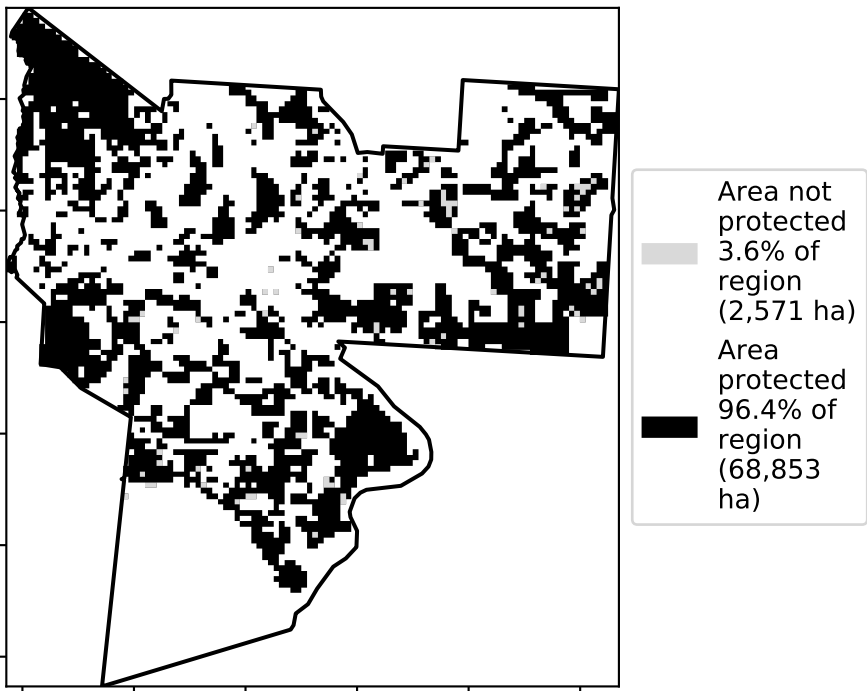 Area not
protected
3.6% of
region
(2,571 ha)
Area
protected
96.4% of
region
(68,853
ha)